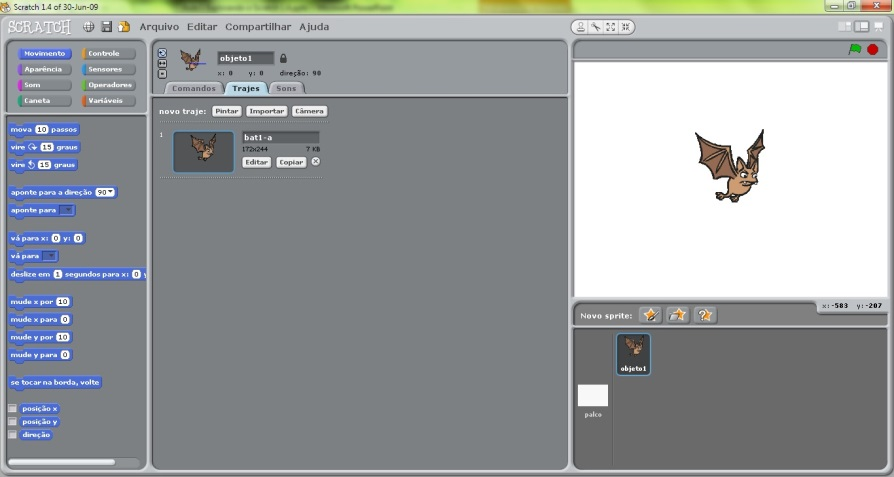 Scratch 1.4 of 30-Jun-09
SCRATCH Arquivo Editar Compartilhar Ajuda
Movimento Controle
Aparência Sensores
Som Operadores
Caneta Variáveis
mova 10 passos
vire 15 graus
vire 15 graus
aponte para a direção 90
aponte para
vá para x: 0 y: 0
vá para
deslize em 1 segundos para x: 0 y
mude x por 10
mude x para 0
mude y por 10
mude y para 0
se tocar na borda, volte
posição x
posição y
direção
objeto1
x: 0 y: 0 direção: 90
Comandos Trajes Sons
novo traje: Pintar Importar Câmera
1 bat1-a
172x244 7 KB
Editar Copiar
x: -583 y: -207
Novo sprite:
objeto1
palco